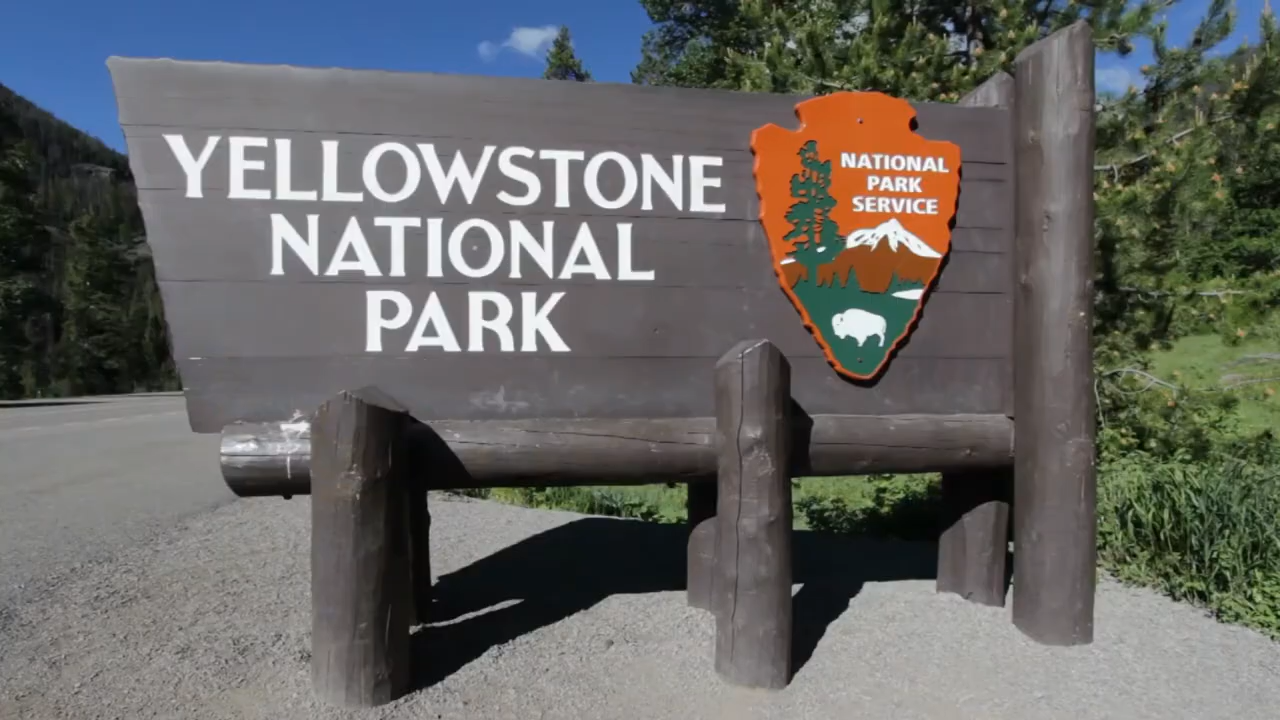 YELLOWSTONE
NATIONAL
PARK
NATIONAL
PARK
SERVICE